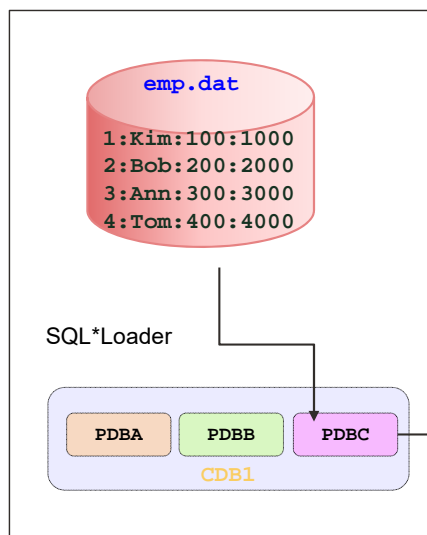 emp.dat
1:Kim:100:1000
2:Bob:200:2000
3:Ann:300:3000
4:Tom:400:4000
SQL*Loader
PDBA PDBB PDBC
CDB1